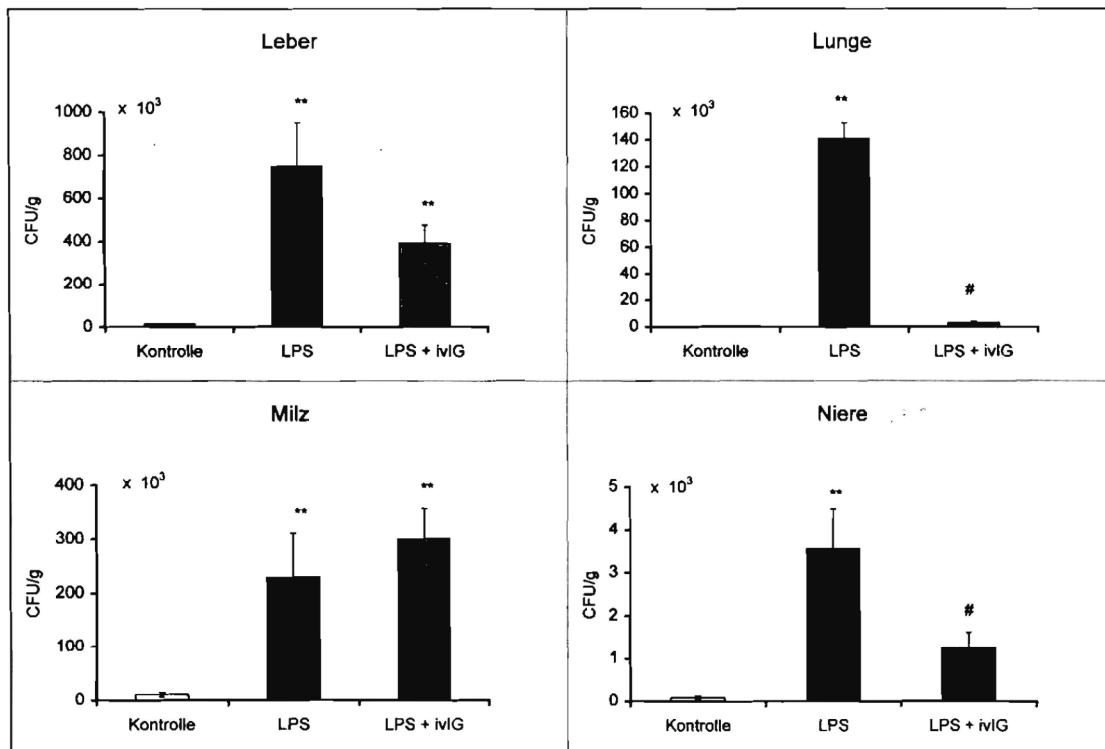 Leber
x 10³
**
**
1000
800
600
400
200
0
CFU/g
Kontrolle LPS LPS + ivIG
Lunge
x 10³
**
#
160
140
120
100
80
60
40
20
0
CFU/g
Kontrolle LPS LPS + ivIG
Milz
x 10³
**
**
400
300
200
100
0
CFU/g
Kontrolle LPS LPS + ivIG
Niere
x 10³
**
#
5
4
3
2
1
0
CFU/g
Kontrolle LPS LPS + ivIG